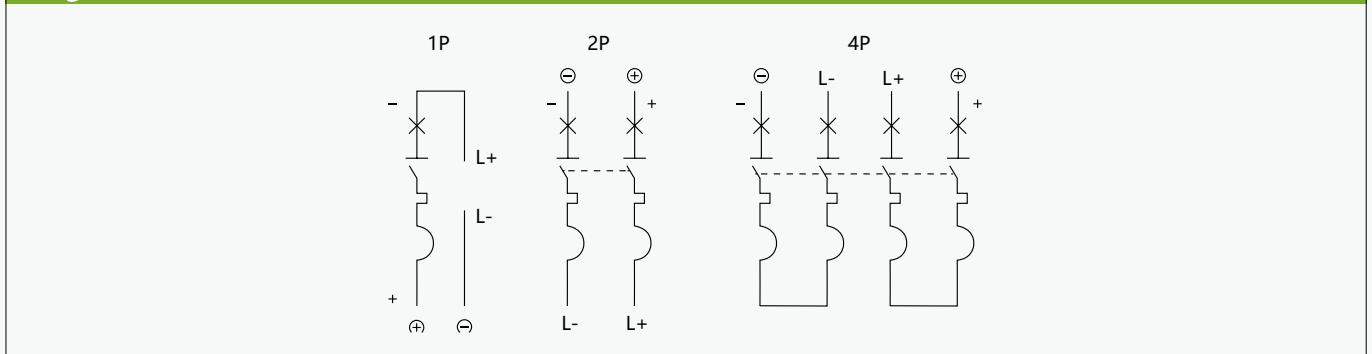 1P 2P 4P
⊖ ⊕ ⊖ L- L+ ⊕
− − + − +
L+
L-
+
⊕ ⊖ L- L+